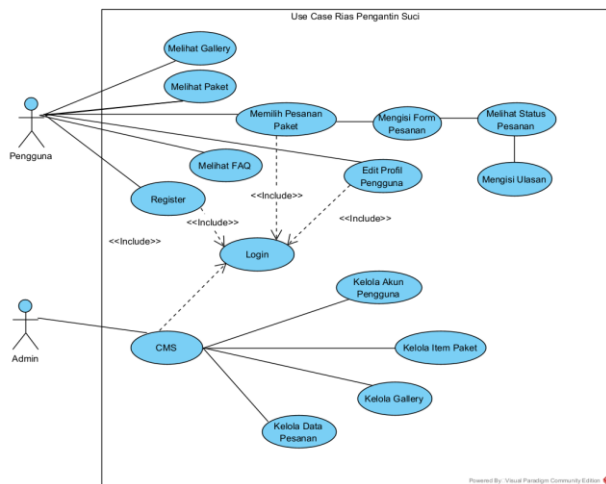 Use Case Rias Pengantin Suci
Melihat Gallery
Melihat Paket
Memilih Pesanan
Paket
Mengisi Form
Pesanan
Melihat Status
Pesanan
Pengguna
Melihat FAQ
Edit Profil
Pengguna
Mengisi Ulasan
Register
<<Include>>
<<Include>>
<<Include>>
<<Include>>
Login
Kelola Akun
Pengguna
Admin
CMS
Kelola Item Paket
Kelola Gallery
Kelola Data
Pesanan
Powered By Visual Paradigm Community Edition